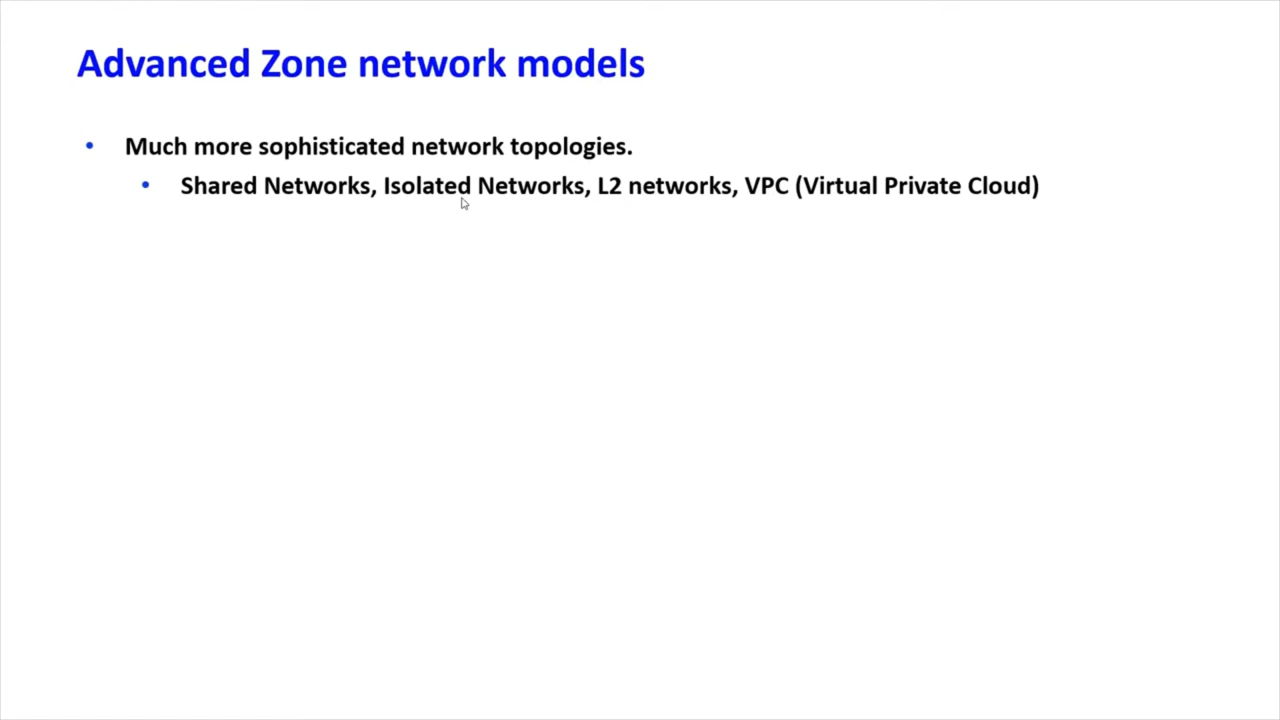 Advanced Zone network models
• Much more sophisticated network topologies.
• Shared Networks, Isolated Networks, L2 networks, VPC (Virtual Private Cloud)